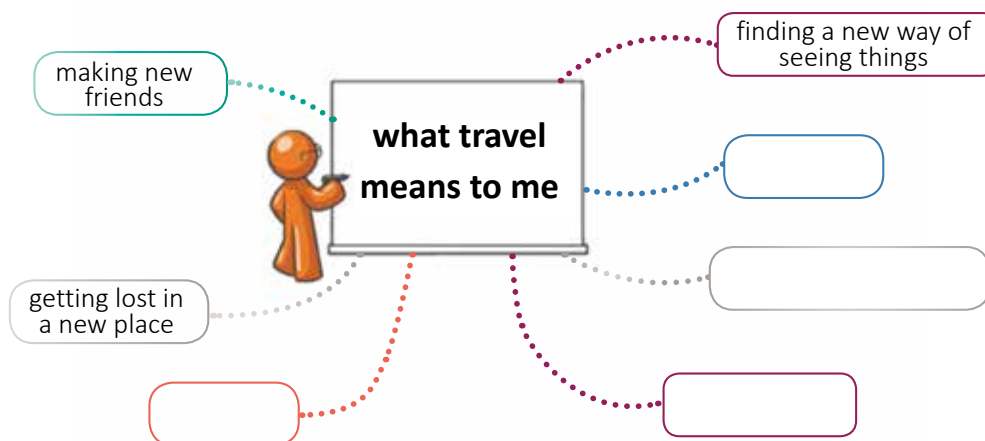 finding a new way of
seeing things
making new
friends
what travel
means to me
getting lost in
a new place